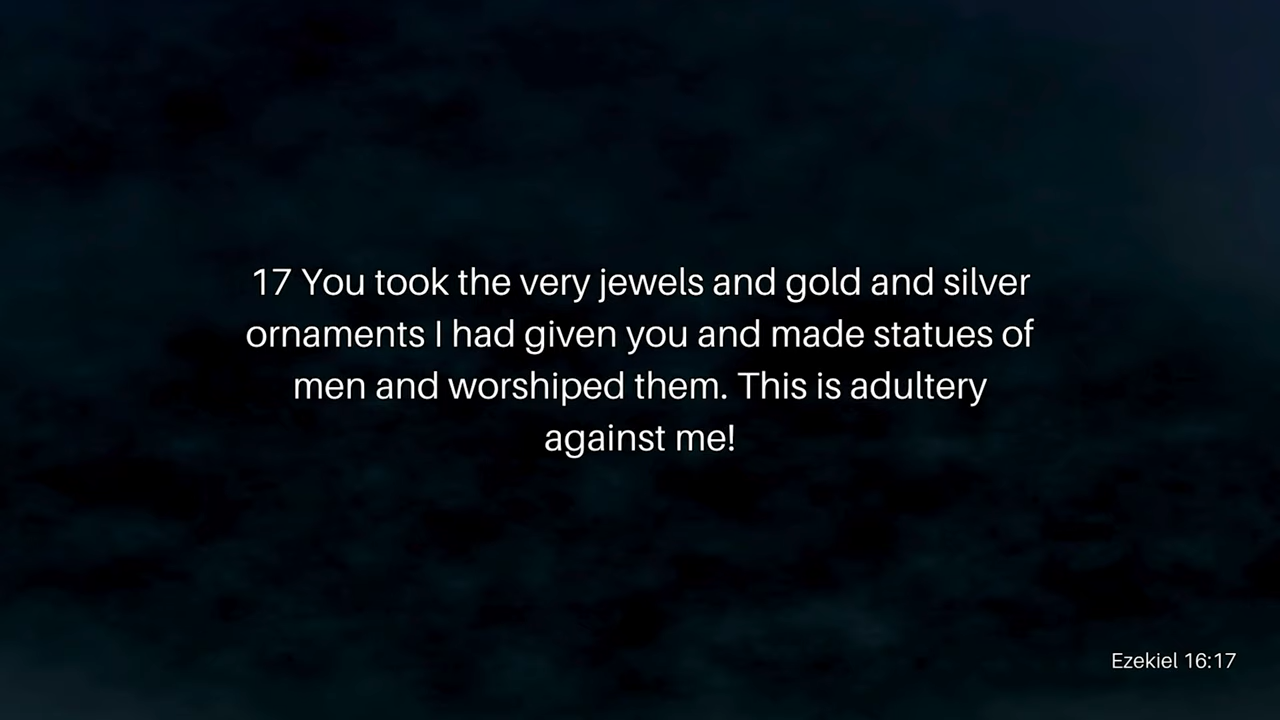 17 You took the very jewels and gold and silver
ornaments I had given you and made statues of
men and worshiped them. This is adultery
against me!
Ezekiel 16:17